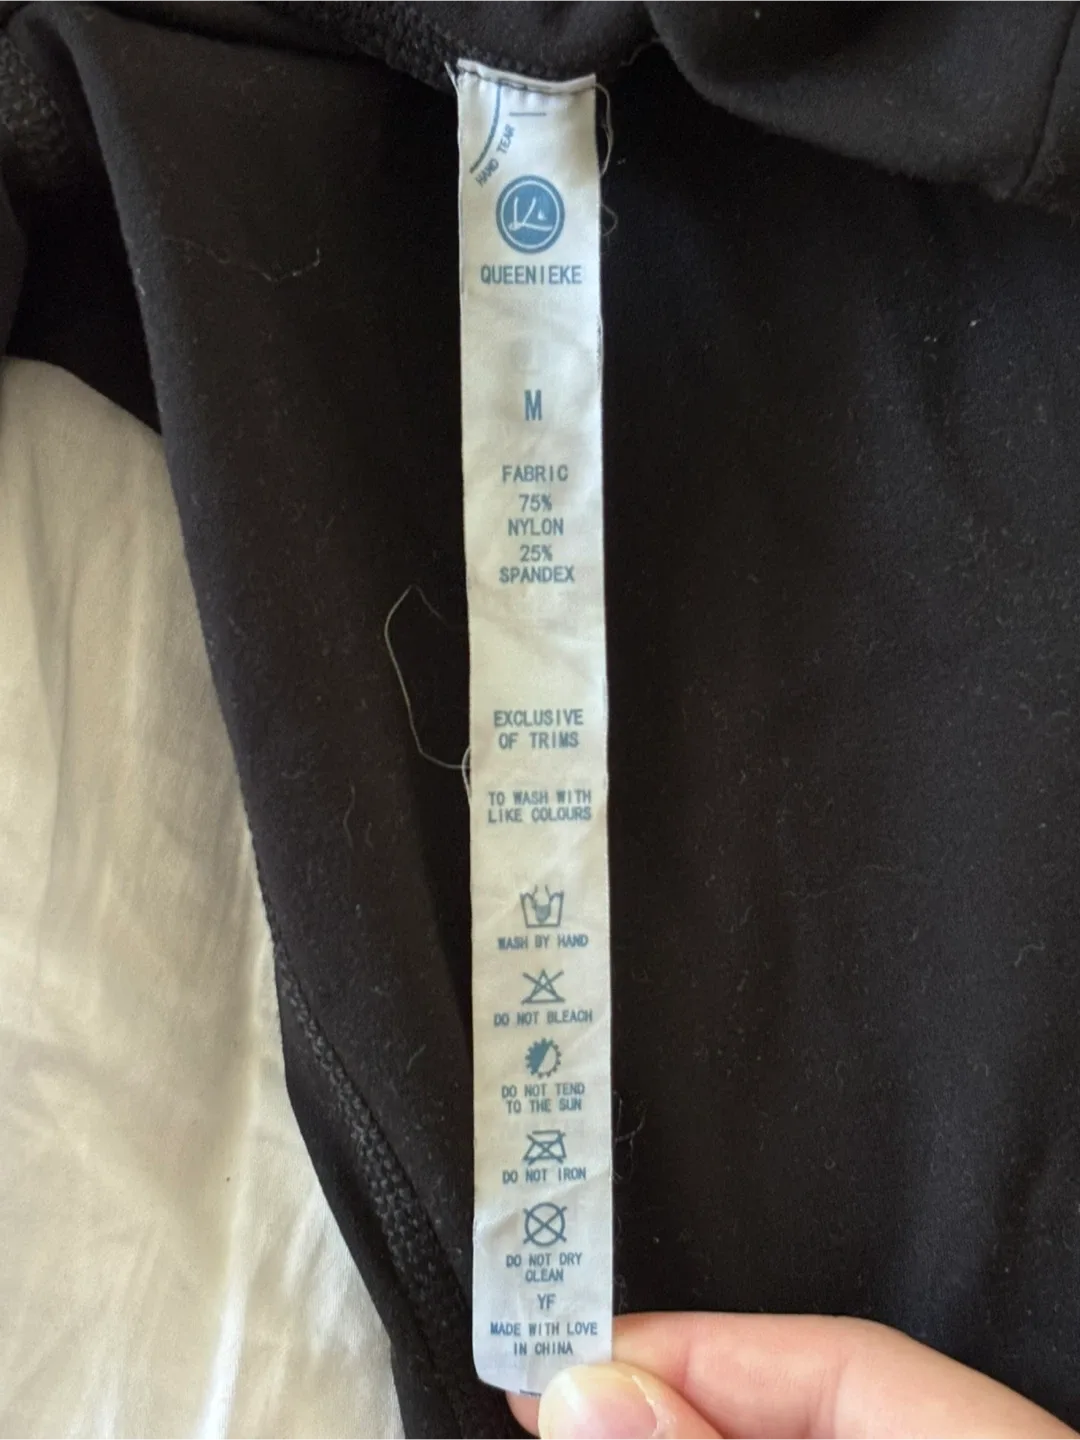 HAND TEAR
QUEENIEKE
M
FABRIC
75%
NYLON
25%
SPANDEX
EXCLUSIVE
OF TRIMS
TO WASH WITH
LIKE COLOURS
WASH BY HAND
DO NOT BLEACH
DO NOT TEND
TO THE SUN
DO NOT IRON
DO NOT DRY
CLEAN
YF
MADE WITH LOVE
IN CHINA